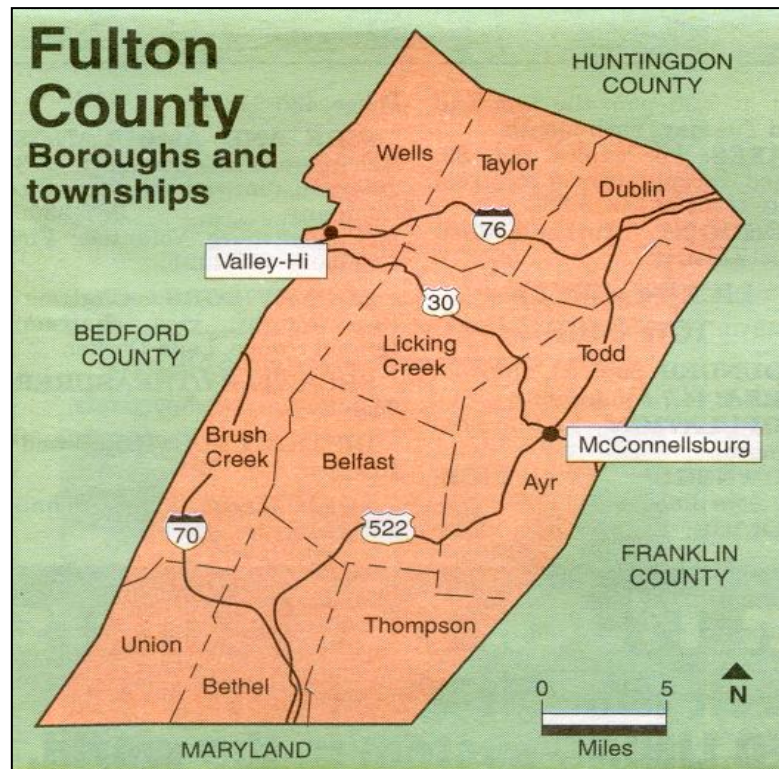 Fulton
County
Boroughs and
townships
HUNTINGDON
COUNTY
Wells
Taylor
Dublin
76
Valley-Hi
30
BEDFORD
COUNTY
Licking
Creek
Todd
McConnellsburg
Brush
Creek
Belfast
Ayr
70
522
FRANKLIN
COUNTY
Union
Thompson
Bethel
0 5
Miles
N
MARYLAND